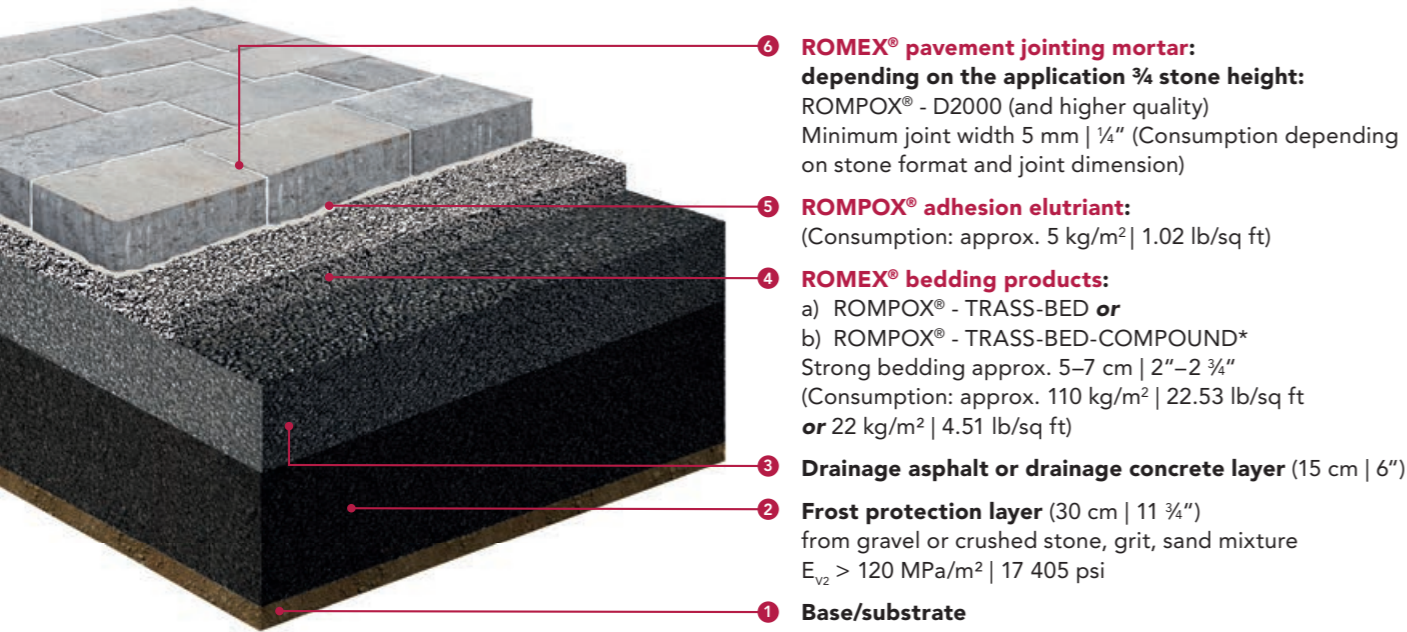 6 ROMEX® pavement jointing mortar:
depending on the application ¾ stone height:
ROMPOX® - D2000 (and higher quality)
Minimum joint width 5 mm | ¼“ (Consumption depending
on stone format and joint dimension)
5 ROMPOX® adhesion elutriant:
(Consumption: approx. 5 kg/m² | 1.02 lb/sq ft)
4 ROMEX® bedding products:
a) ROMPOX® - TRASS-BED or
b) ROMPOX® - TRASS-BED-COMPOUND*
Strong bedding approx. 5–7 cm | 2“–2 ¾“
(Consumption: approx. 110 kg/m² | 22.53 lb/sq ft
or 22 kg/m² | 4.51 lb/sq ft)
3 Drainage asphalt or drainage concrete layer (15 cm | 6“)
2 Frost protection layer (30 cm | 11 ¾“)
from gravel or crushed stone, grit, sand mixture
E_V2 > 120 MPa/m² | 17 405 psi
1 Base/substrate